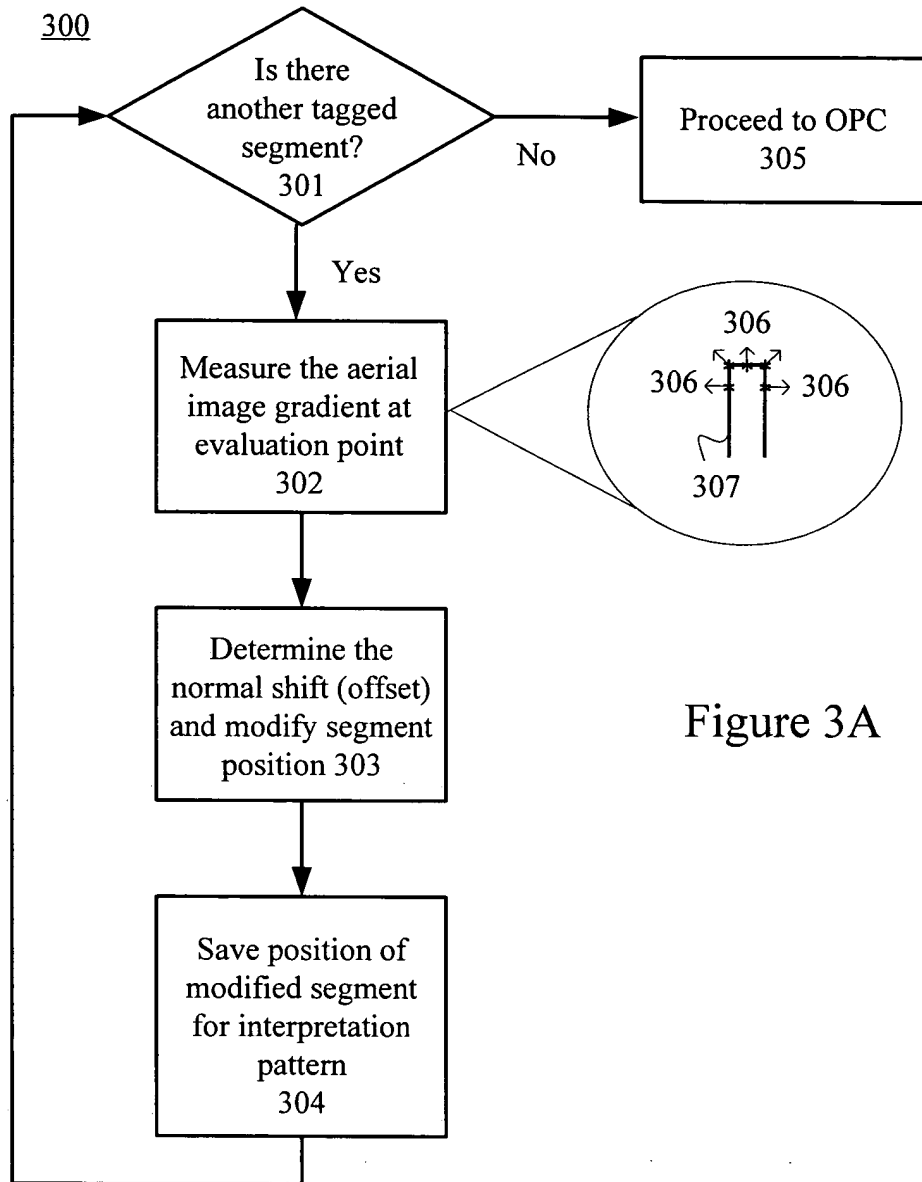 300
Is there
another tagged
segment?
301
No
Proceed to OPC
305
Yes
Measure the aerial
image gradient at
evaluation point
302
306
306
306
307
Determine the
normal shift (offset)
and modify segment
position 303
Figure 3A
Save position of
modified segment
for interpretation
pattern
304